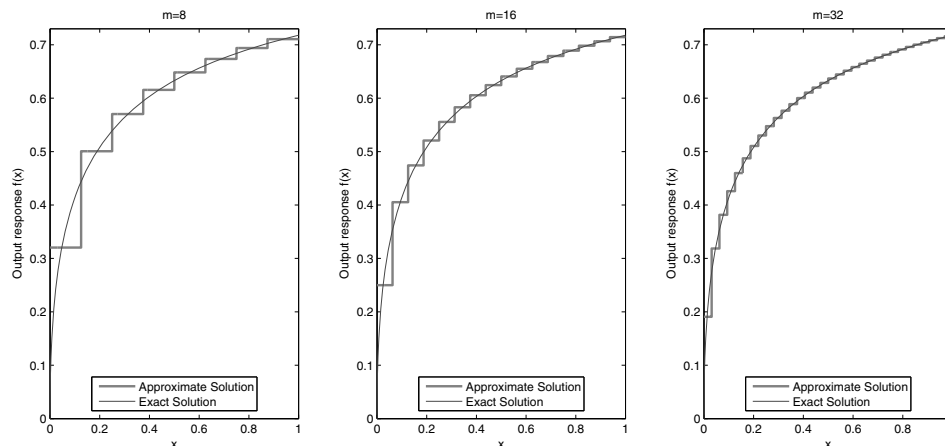 m=8
Output response f(x)
0.7
0.6
0.5
0.4
0.3
0.2
0.1
0
0 0.2 0.4 0.6 0.8 1
x
Approximate Solution
Exact Solution
m=16
Output response f(x)
0.7
0.6
0.5
0.4
0.3
0.2
0.1
0
0 0.2 0.4 0.6 0.8 1
x
Approximate Solution
Exact Solution
m=32
Output response f(x)
0.7
0.6
0.5
0.4
0.3
0.2
0.1
0
0 0.2 0.4 0.6 0.8
x
Approximate Solution
Exact Solution